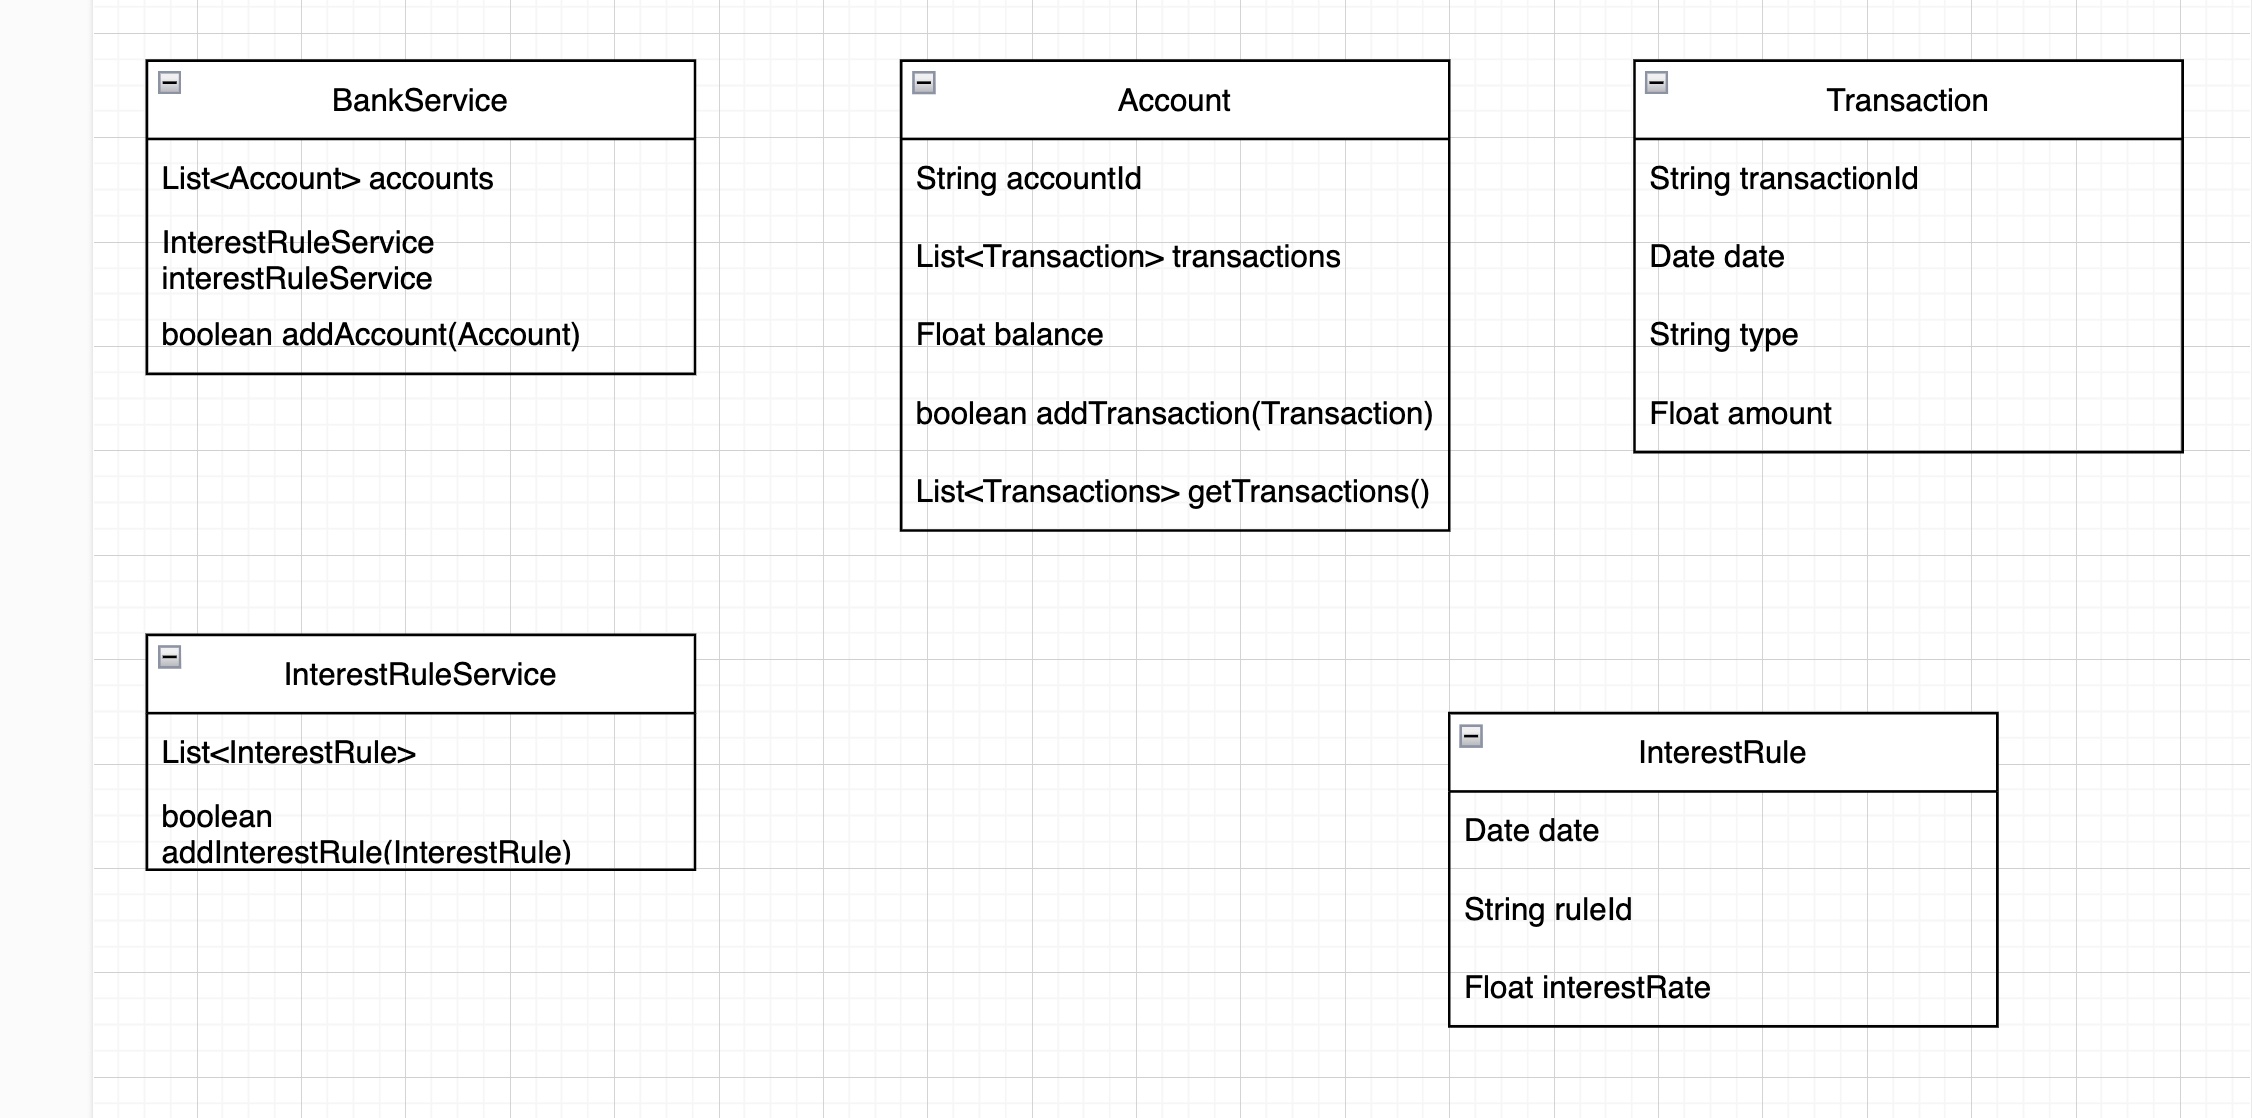 BankService
List<Account> accounts
InterestRuleService
interestRuleService
boolean addAccount(Account)
Account
String accountId
List<Transaction> transactions
Float balance
boolean addTransaction(Transaction)
List<Transactions> getTransactions()
Transaction
String transactionId
Date date
String type
Float amount
InterestRuleService
List<InterestRule>
boolean
addInterestRule(InterestRule)
InterestRule
Date date
String ruleId
Float interestRate